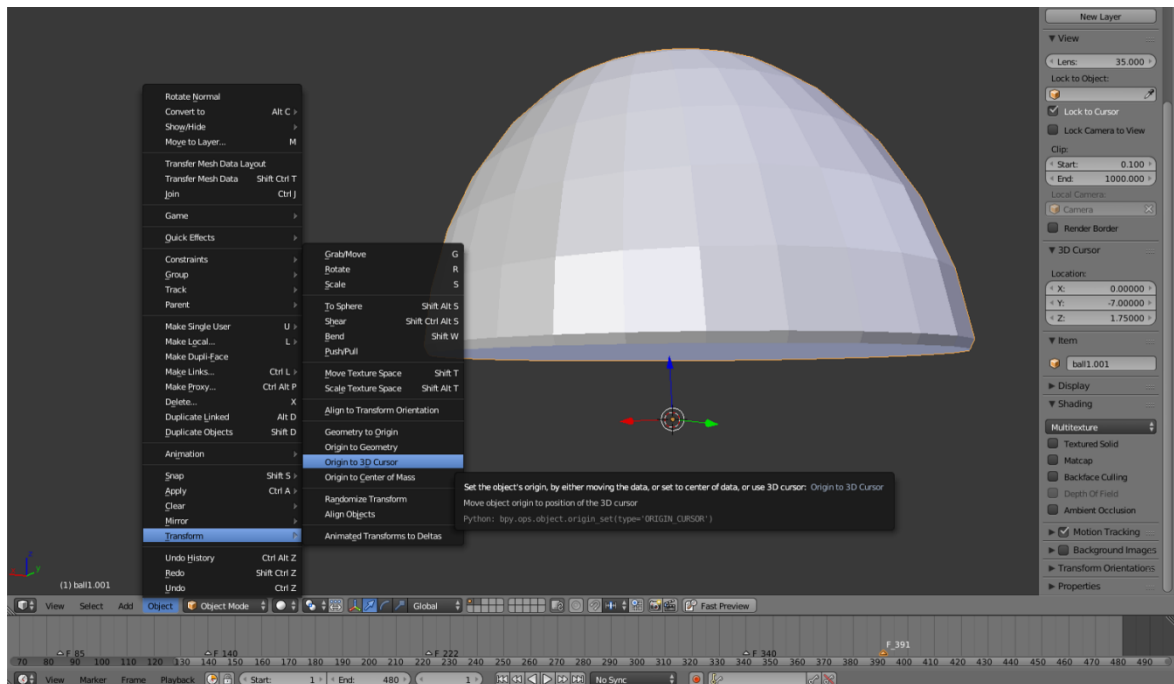 Rotate Normal
Convert to Alt C
Show/Hide
Move to Layer... M
Transfer Mesh Data Layout
Transfer Mesh Data Shift Ctrl T
Join Ctrl J
Game
Quick Effects
Constraints
Group
Track
Parent
Make Single User U
Make Local... L
Make Dupli-Face
Make Links... Ctrl L
Make Proxy... Ctrl Alt P
Delete... X
Duplicate Linked Alt D
Duplicate Objects Shift D
Animation
Snap Shift S
Apply Ctrl A
Clear
Mirror
Transform
Undo History Ctrl Alt Z
Redo Shift Ctrl Z
Undo Ctrl Z
Grab/Move G
Rotate R
Scale S
To Sphere Shift Alt S
Shear Shift Ctrl Alt S
Bend Shift W
Push/Pull
Move Texture Space Shift T
Scale Texture Space Shift Alt T
Align to Transform Orientation
Geometry to Origin
Origin to Geometry
Origin to 3D Cursor
Origin to Center of Mass
Randomize Transform
Align Objects
Animated Transforms to Deltas
Set the object's origin, by either moving the data, or set to center of data, or use 3D cursor: Origin to 3D Cursor
Move object origin to position of the 3D cursor
Python: bpy.ops.object.origin_set(type='ORIGIN_CURSOR')
New Layer
View
Lens: 35.000
Lock to Object:
Lock to Cursor
Lock Camera to View
Clip:
Start: 0.100
End: 1000.000
Local Camera:
Camera
Render Border
3D Cursor
Location:
X: 0.00000
Y: -7.00000
Z: 1.75000
Item
ball1.001
Display
Shading
Multitexture
Textured Solid
Matcap
Backface Culling
Depth Of Field
Ambient Occlusion
Motion Tracking
Background Images
Transform Orientations
Properties
z
y
(1) ball1.001
View Select Add Object Object Mode Global Fast Preview
F_85 F_140 F_222 F_340 F_391
70 80 90 100 110 120 130 140 150 160 170 180 190 200 210 220 230 240 250 260 270 280 290 300 310 320 330 340 350 360 370 380 390 400 410 420 430 440 450 460 470 480 490
View Marker Frame Playback Start: 1 End: 480 1 No Sync